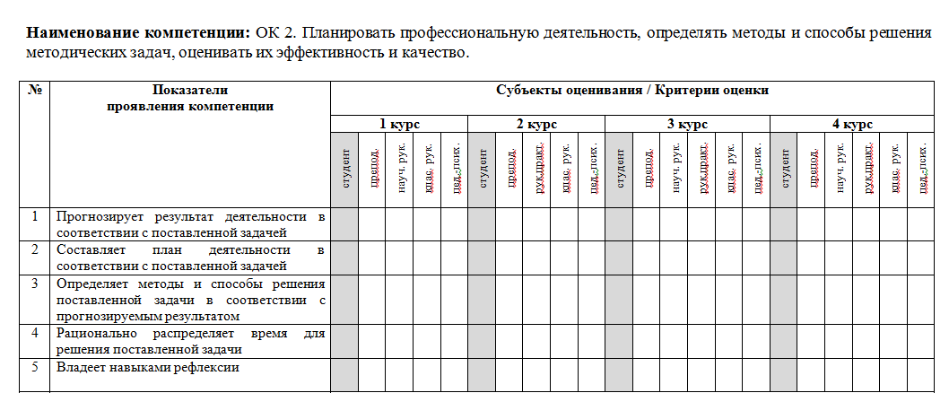 Наименование компетенции: ОК 2. Планировать профессиональную деятельность, определять методы и способы решения
методических задач, оценивать их эффективность и качество.
№ Показатели Субъекты оценивания / Критерии оценки
проявления компетенции
1 курс 2 курс 3 курс 4 курс
студент препод. науч. рук. клас. рук. пед.-псих. студент препод. рук.практ. клас. рук. пед.-псих. студент препод. науч. рук. рук.практ. клас. рук. пед.-псих. студент препод. науч. рук. рук.практ. клас. рук. пед.-псих.
1 Прогнозирует результат деятельности в
соответствии с поставленной задачей
2 Составляет план деятельности в
соответствии с поставленной задачей
3 Определяет методы и способы решения
поставленной задачи в соответствии с
прогнозируемым результатом
4 Рационально распределяет время для
решения поставленной задачи
5 Владеет навыками рефлексии